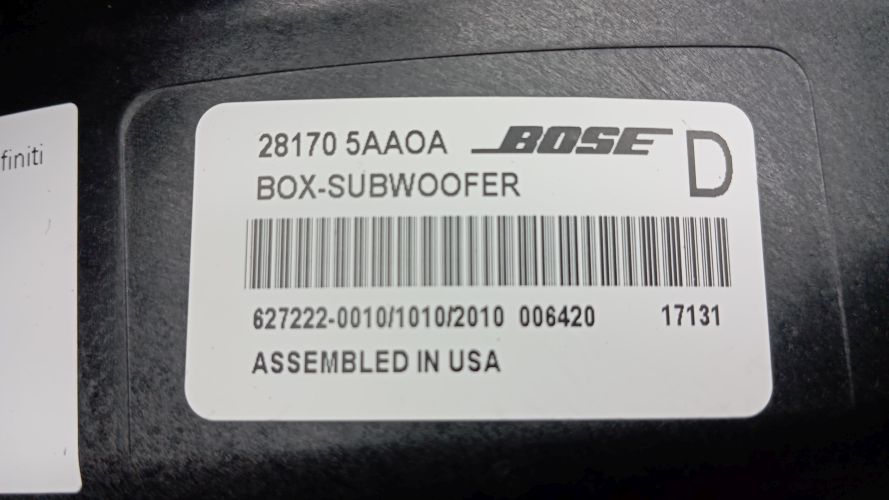 finiti
28170 5AAOA BOSE D
BOX-SUBWOOFER
627222-0010/1010/2010 006420 17131
ASSEMBLED IN USA